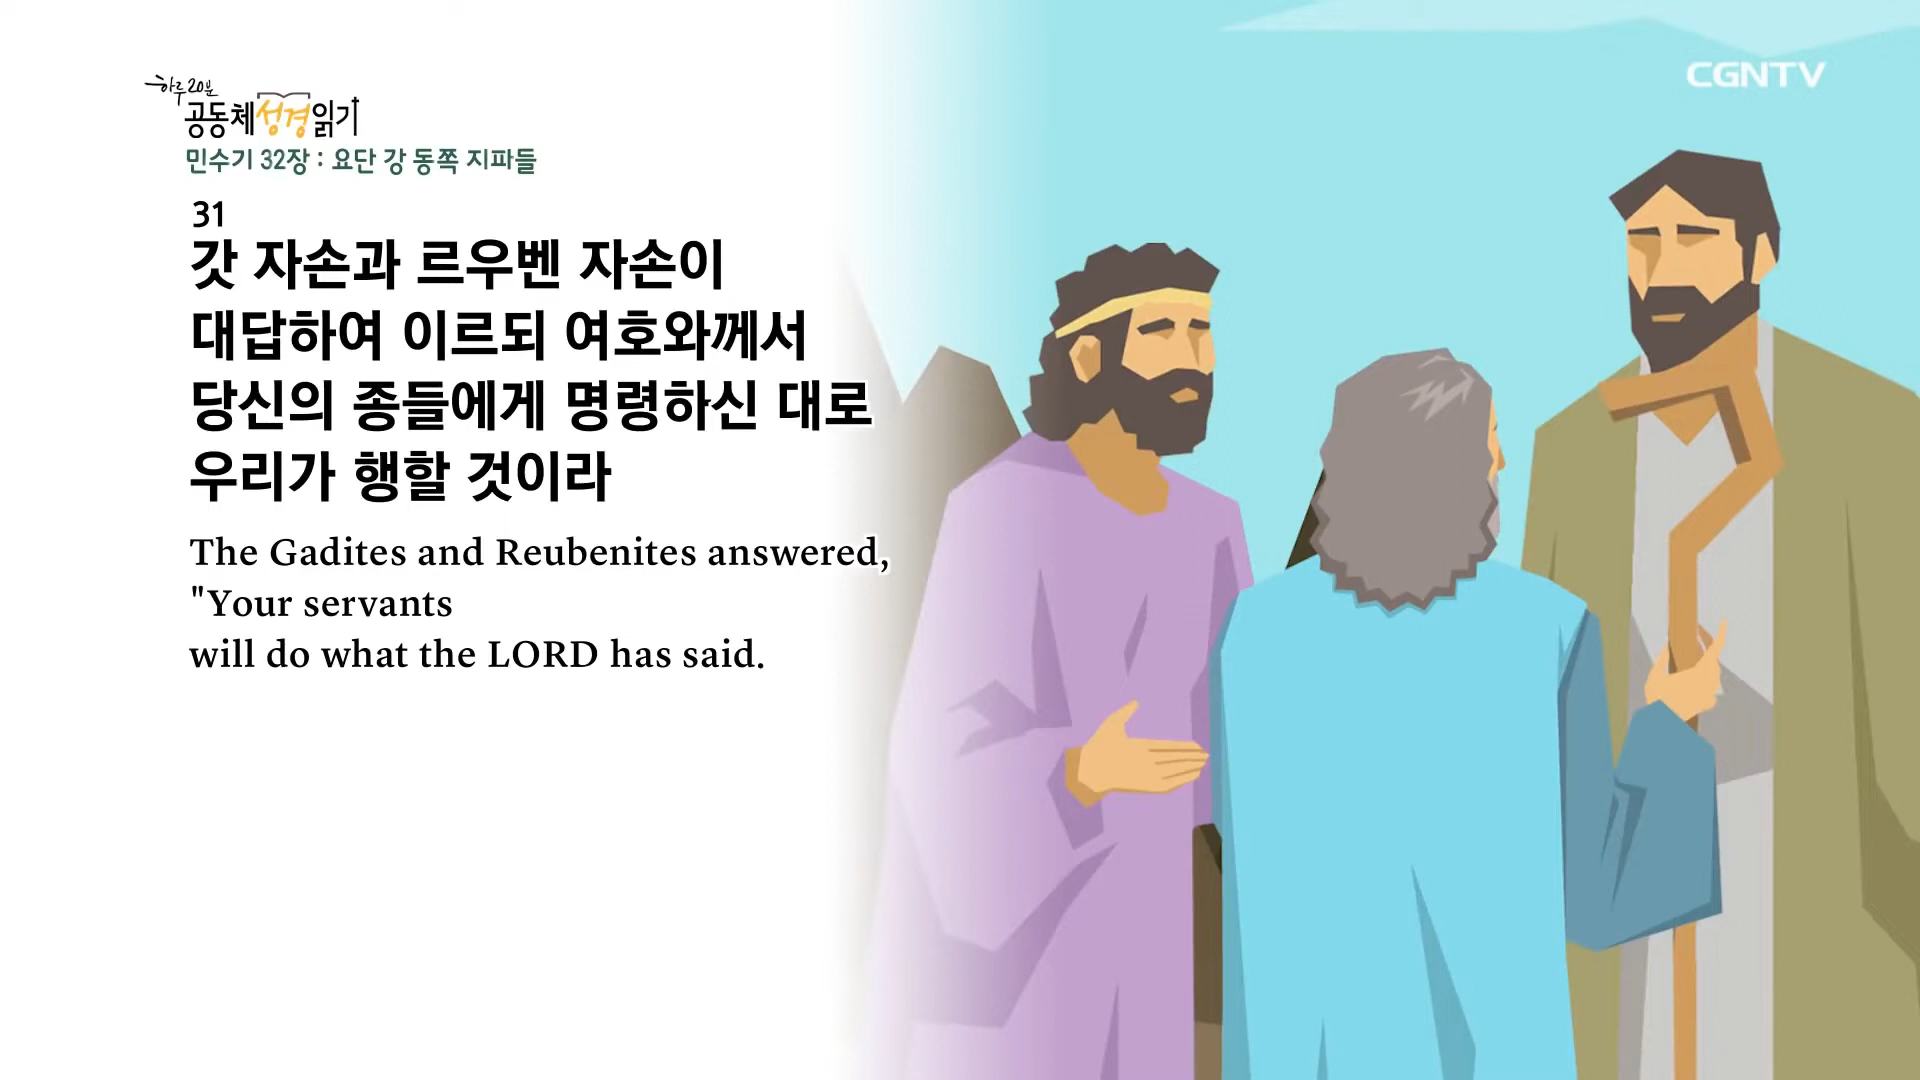 하루 20분
공동체성경읽기
CGNTV
민수기 32장 : 요단 강 동쪽 지파들
31
갓 자손과 르우벤 자손이
대답하여 이르되 여호와께서
당신의 종들에게 명령하신 대로
우리가 행할 것이라
The Gadites and Reubenites answered,
"Your servants
will do what the LORD has said.